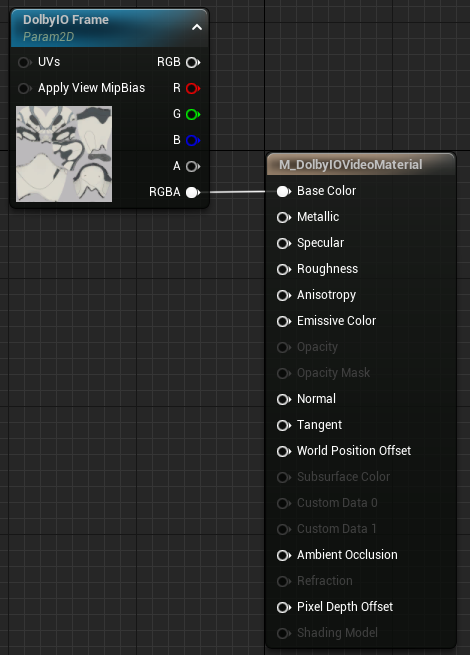 DolbyIO Frame
Param2D
UVs
RGB
Apply View MipBias
R
G
B
A
RGBA
M_DolbyIOVideoMaterial
Base Color
Metallic
Specular
Roughness
Anisotropy
Emissive Color
Opacity
Opacity Mask
Normal
Tangent
World Position Offset
Subsurface Color
Custom Data 0
Custom Data 1
Ambient Occlusion
Refraction
Pixel Depth Offset
Shading Model